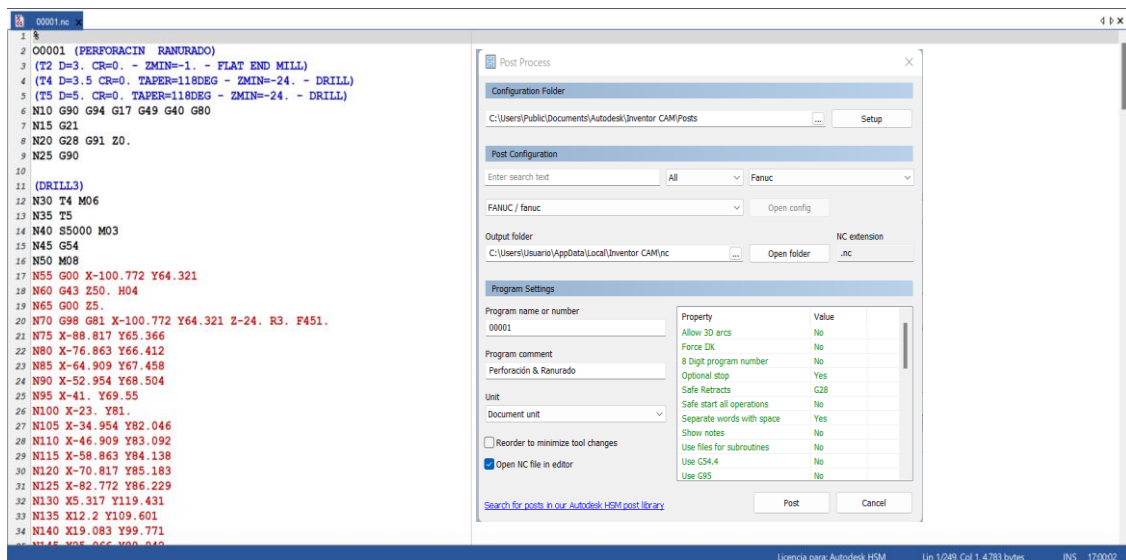 00001.nc
1 %
2 O0001 (PERFORACIN  RANURADO)
3 (T2 D=3. CR=0. - ZMIN=-1. - FLAT END MILL)
4 (T4 D=3.5 CR=0. TAPER=118DEG - ZMIN=-24. - DRILL)
5 (T5 D=5. CR=0. TAPER=118DEG - ZMIN=-24. - DRILL)
6 N10 G90 G94 G17 G49 G40 G80
7 N15 G21
8 N20 G28 G91 Z0.
9 N25 G90
10
11 (DRILL3)
12 N30 T4 M06
13 N35 T5
14 N40 S5000 M03
15 N45 G54
16 N50 M08
17 N55 G00 X-100.772 Y64.321
18 N60 G43 Z50. H04
19 N65 G00 Z5.
20 N70 G98 G81 X-100.772 Y64.321 Z-24. R3. F451.
21 N75 X-88.817 Y65.366
22 N80 X-76.863 Y66.412
23 N85 X-64.909 Y67.458
24 N90 X-52.954 Y68.504
25 N95 X-41. Y69.55
26 N100 X-23. Y81.
27 N105 X-34.954 Y82.046
28 N110 X-46.909 Y83.092
29 N115 X-58.863 Y84.138
30 N120 X-70.817 Y85.183
31 N125 X-82.772 Y86.229
32 N130 X5.317 Y119.431
33 N135 X12.2 Y109.601
34 N140 X19.083 Y99.771
Post Process
Configuration Folder
C:\Users\Public\Documents\Autodesk\Inventor CAM\Posts ... Setup
Post Configuration
Enter search text All Fanuc
FANUC / fanuc Open config
Output folder NC extension
C:\Users\Usuario\AppData\Local\Inventor CAM\nc ... Open folder .nc
Program Settings
Program name or number
00001
Program comment
Perforación & Ranurado
Unit
Document unit
Reorder to minimize tool changes
Open NC file in editor
Property Value
Allow 3D arcs No
Force IJK No
8 Digit program number No
Optional stop Yes
Safe Retracts G28
Safe start all operations No
Separate words with space Yes
Show notes No
Use files for subroutines No
Use G54.4 No
Use G95 No
Search for posts in our Autodesk HSM post library
Post Cancel
Licencia para: Autodesk HSM Lin 1/249, Col 1, 4.783 bytes INS 17:00:02